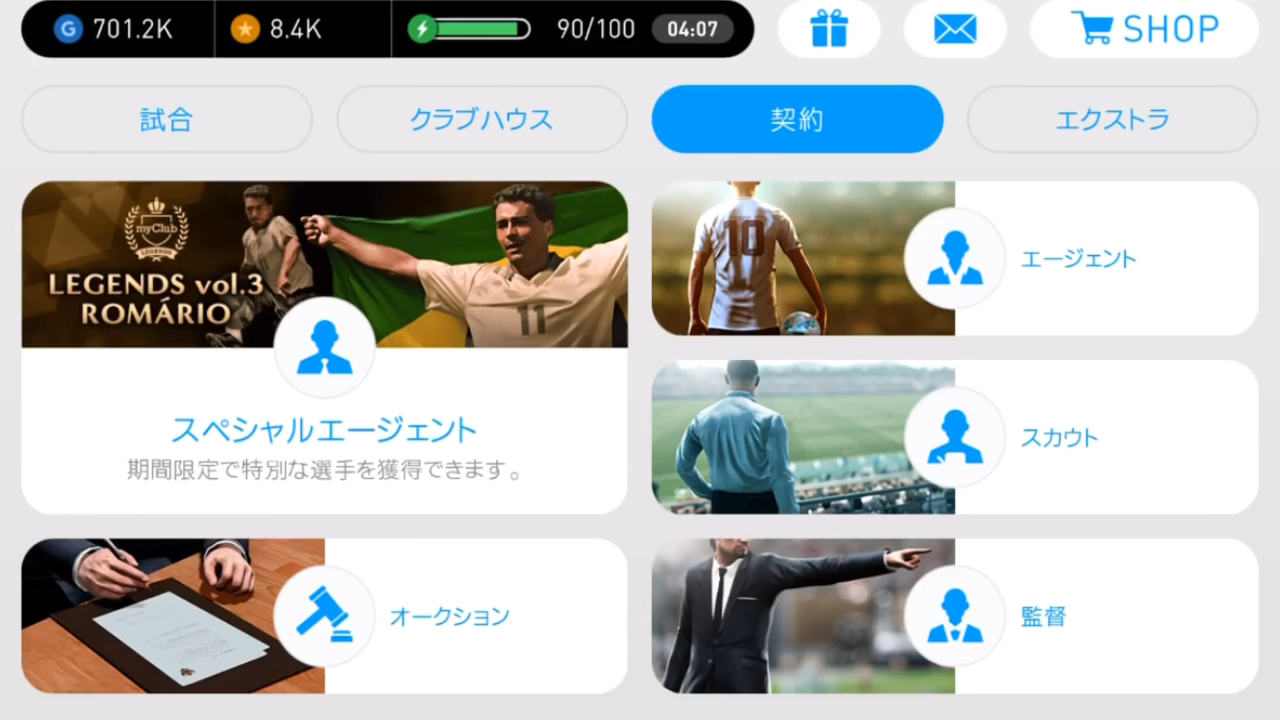 G 701.2K 8.4K 90/100 04:07 SHOP
試合 クラブハウス 契約 エクストラ
myClub
LEGENDS
LEGENDS vol.3
ROMÁRIO
11
スペシャルエージェント
期間限定で特別な選手を獲得できます。
10
エージェント
スカウト
オークション
監督